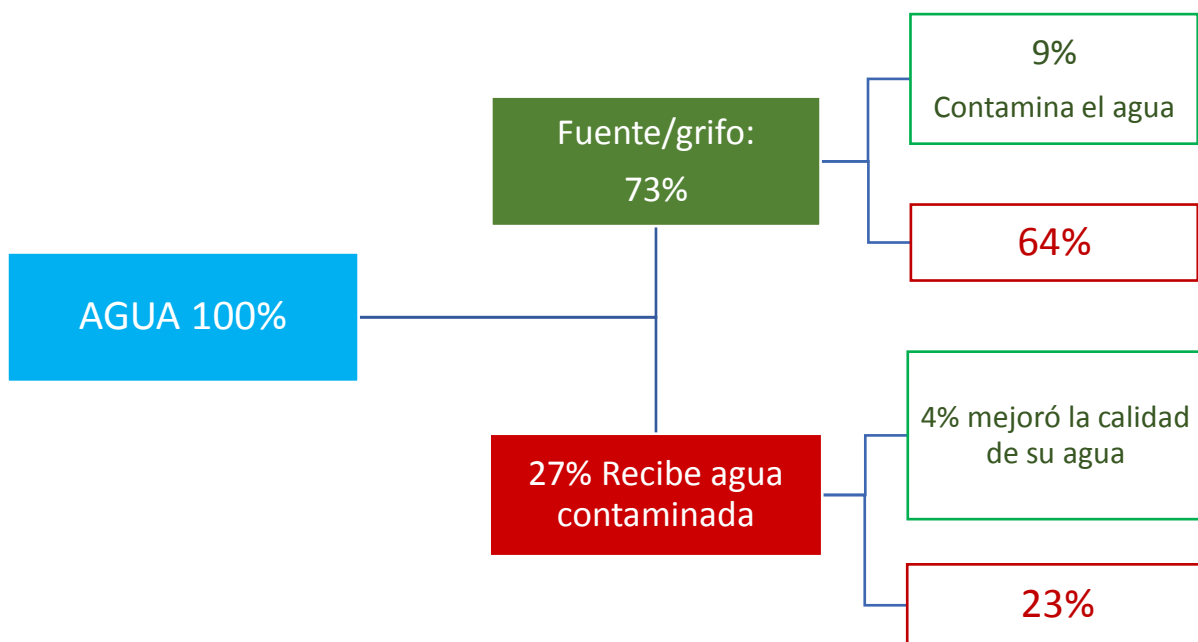 AGUA 100%
Fuente/grifo:
73%
9%
Contamina el agua
64%
27% Recibe agua
contaminada
4% mejoró la calidad
de su agua
23%